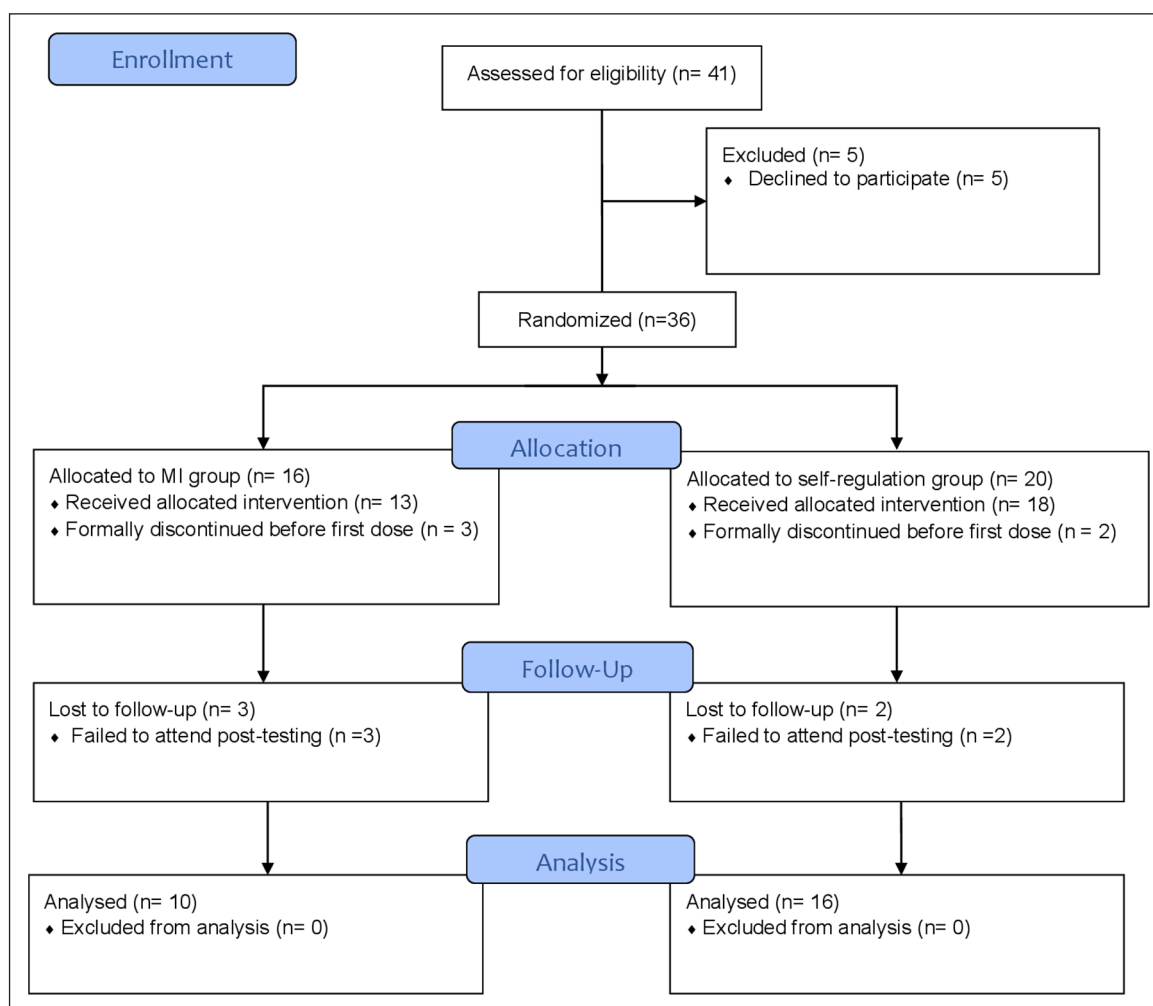 Enrollment
Assessed for eligibility (n= 41)
Excluded (n= 5)
♦ Declined to participate (n= 5)
Randomized (n=36)
Allocation
Allocated to MI group (n= 16)
♦ Received allocated intervention (n= 13)
♦ Formally discontinued before first dose (n = 3)
Allocated to self-regulation group (n= 20)
♦ Received allocated intervention (n= 18)
♦ Formally discontinued before first dose (n = 2)
Follow-Up
Lost to follow-up (n= 3)
♦ Failed to attend post-testing (n =3)
Lost to follow-up (n= 2)
♦ Failed to attend post-testing (n =2)
Analysis
Analysed (n= 10)
♦ Excluded from analysis (n= 0)
Analysed (n= 16)
♦ Excluded from analysis (n= 0)